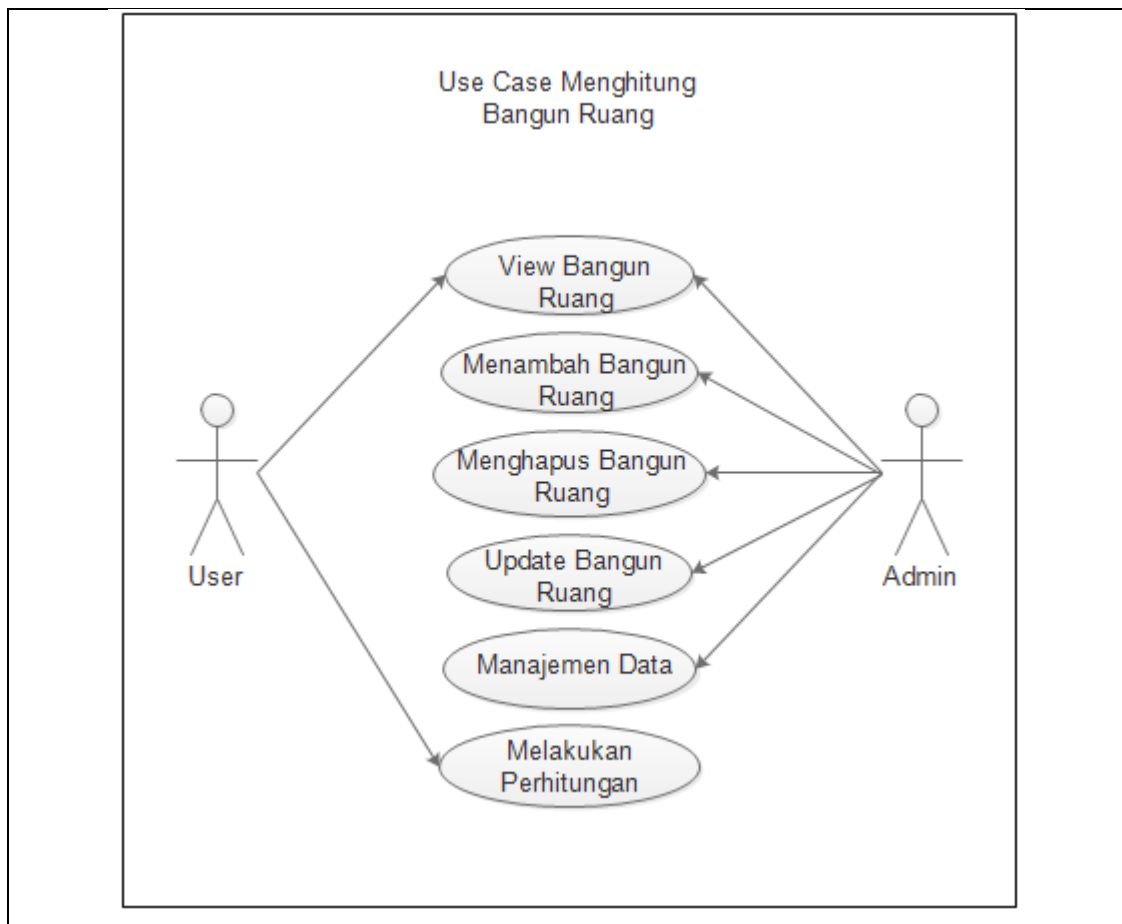 Use Case Menghitung
Bangun Ruang
View Bangun
Ruang
Menambah Bangun
Ruang
Menghapus Bangun
Ruang
Update Bangun
Ruang
User
Admin
Manajemen Data
Melakukan
Perhitungan